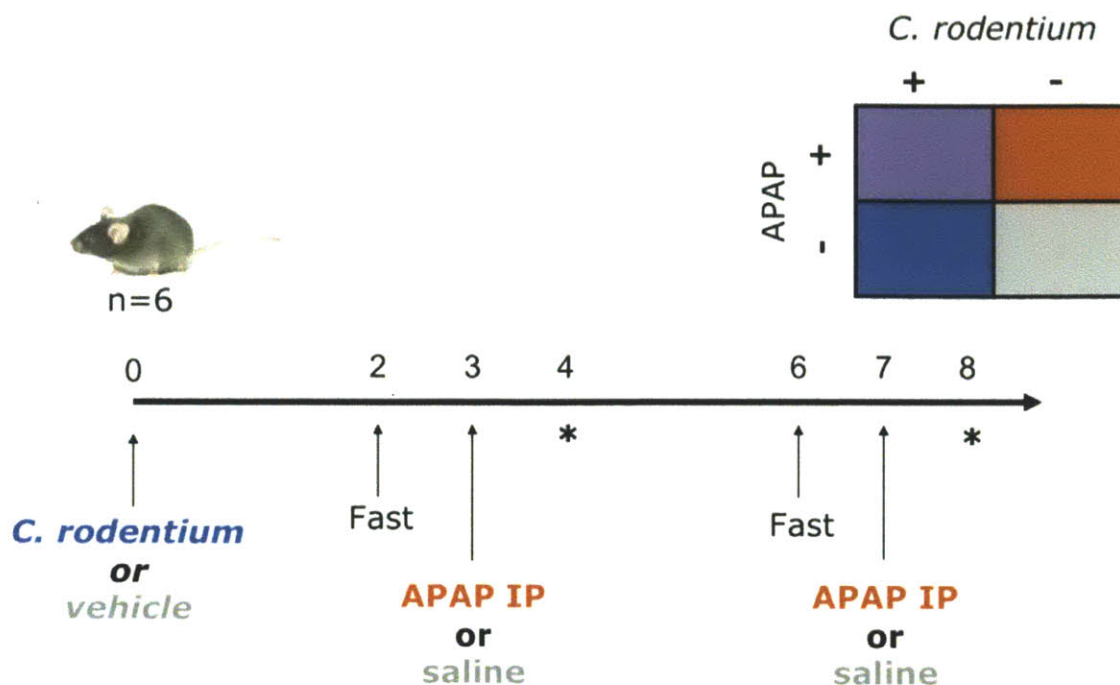 C. rodentium
+ -
APAP
+
-
n=6
0 2 3 4 6 7 8
* *
Fast Fast
C. rodentium
or
vehicle
APAP IP
or
saline
APAP IP
or
saline